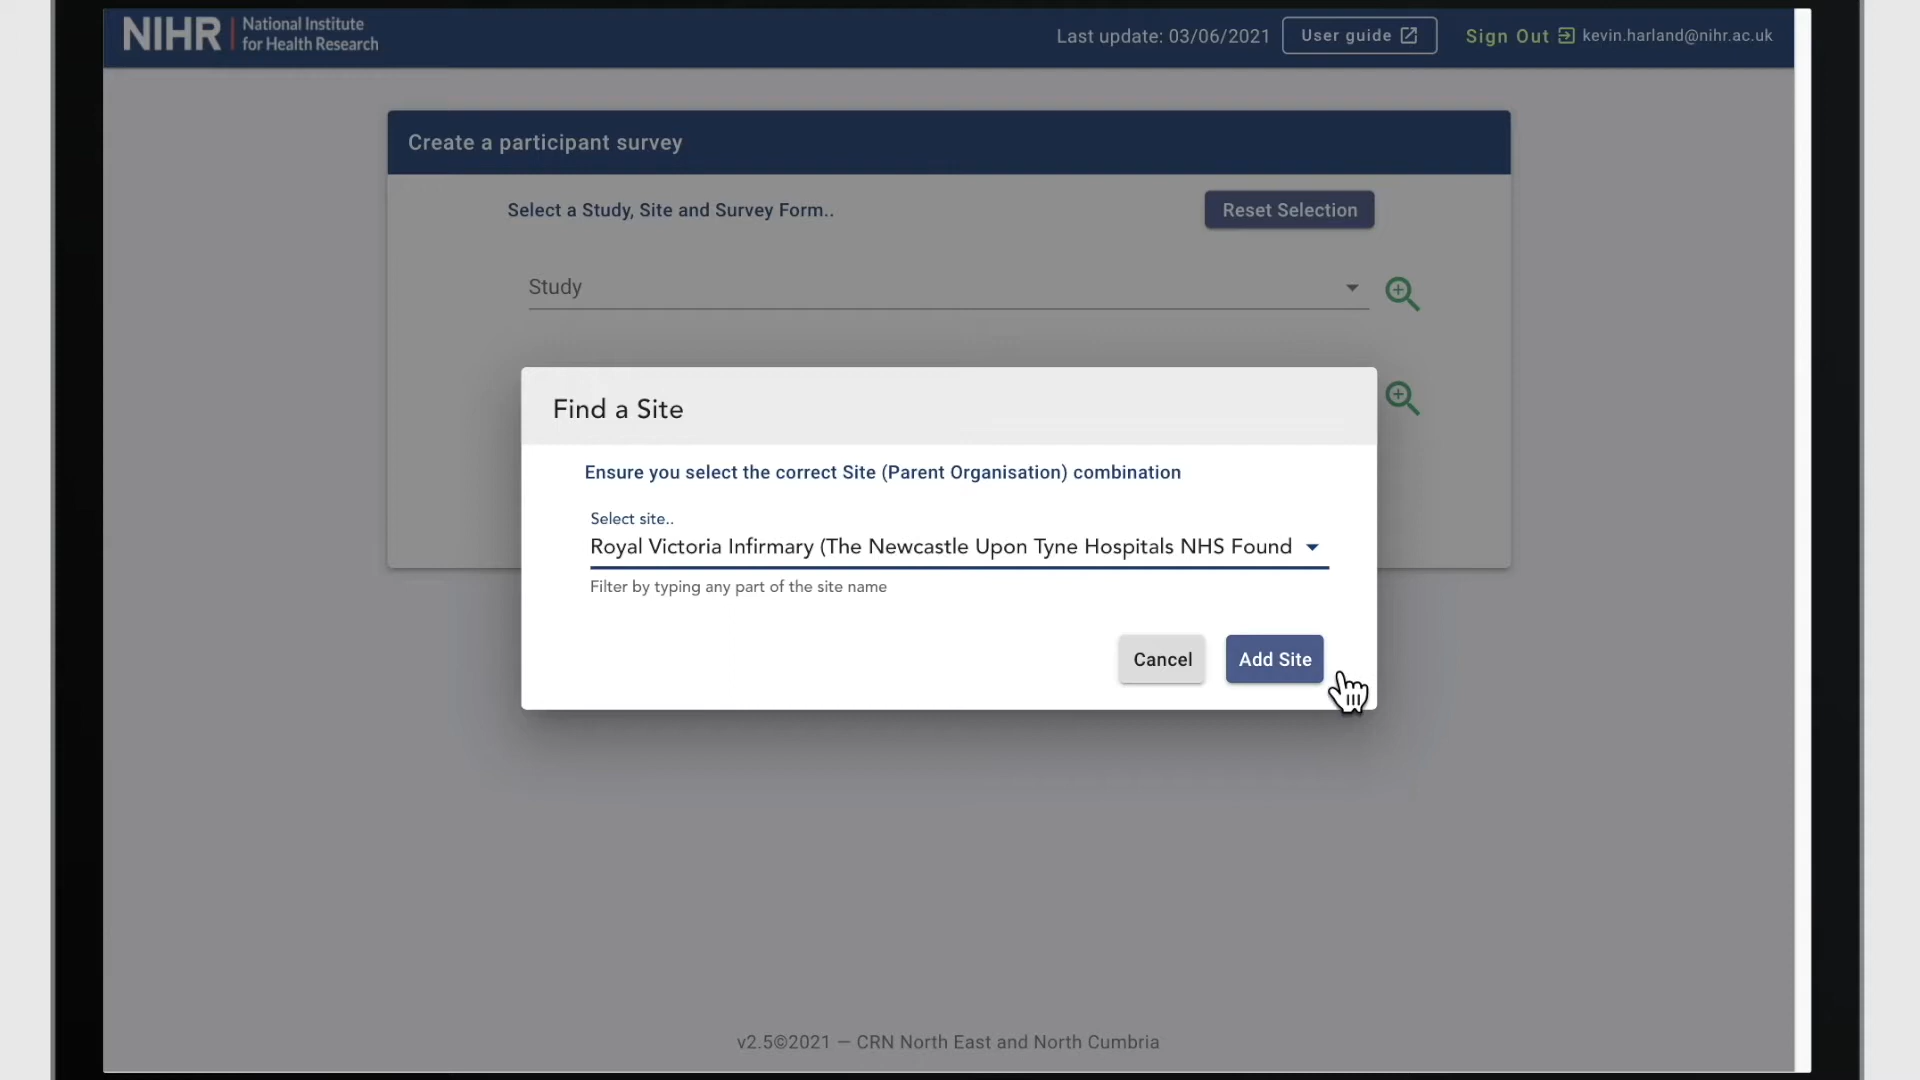 NIHR National Institute
for Health Research
Last update: 03/06/2021
User guide
Sign Out
kevin.harland@nihr.ac.uk
Create a participant survey
Select a Study, Site and Survey Form..
Reset Selection
Study
Find a Site
Ensure you select the correct Site (Parent Organisation) combination
Select site..
Royal Victoria Infirmary (The Newcastle Upon Tyne Hospitals NHS Found
Filter by typing any part of the site name
Cancel
Add Site
v2.5©2021 — CRN North East and North Cumbria